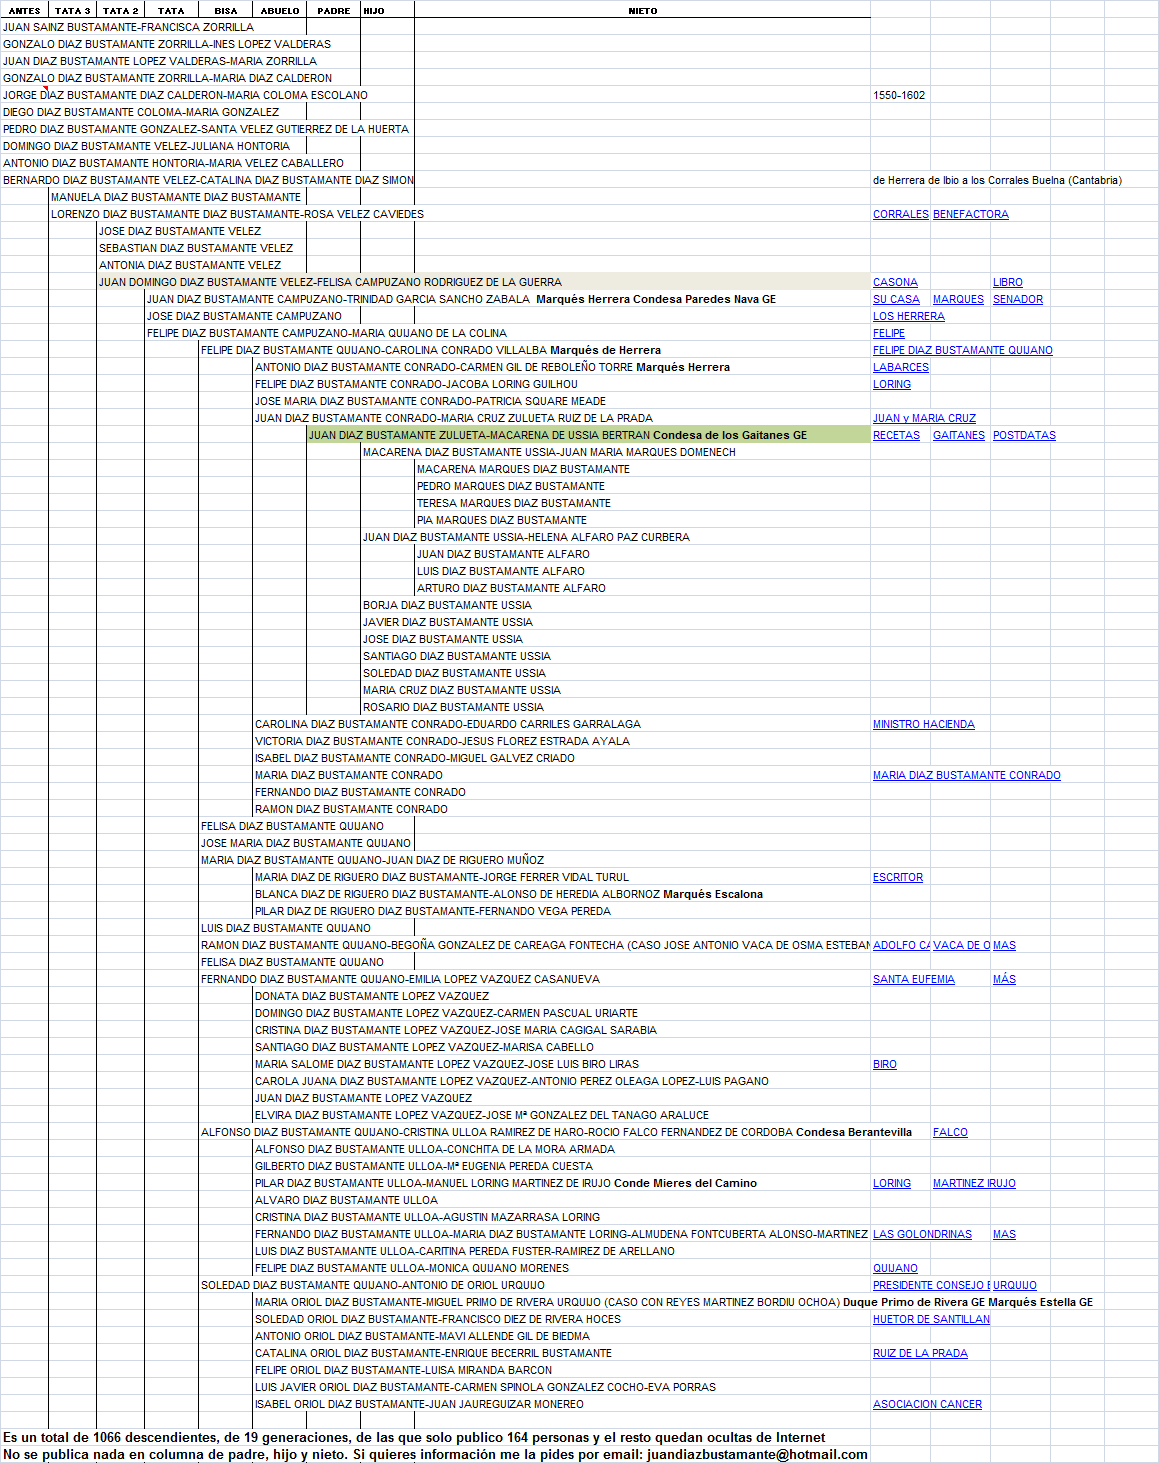 ANTES TATA 3 TATA 2 TATA BISA ABUELO PADRE HIJO NIETO
JUAN SAINZ BUSTAMANTE-FRANCISCA ZORRILLA
GONZALO DIAZ BUSTAMANTE ZORRILLA-INES LOPEZ VALDERAS
JUAN DIAZ BUSTAMANTE LOPEZ VALDERAS-MARIA ZORRILLA
GONZALO DIAZ BUSTAMANTE ZORRILLA-MARIA DIAZ CALDERON
JORGE DIAZ BUSTAMANTE DIAZ CALDERON-MARIA COLOMA ESCOLANO 1550-1602
DIEGO DIAZ BUSTAMANTE COLOMA-MARIA GONZALEZ
PEDRO DIAZ BUSTAMANTE GONZALEZ-SANTA VELEZ GUTIERREZ DE LA HUERTA
DOMINGO DIAZ BUSTAMANTE VELEZ-JULIANA HONTORIA
ANTONIO DIAZ BUSTAMANTE HONTORIA-MARIA VELEZ CABALLERO
BERNARDO DIAZ BUSTAMANTE VELEZ-CATALINA DIAZ BUSTAMANTE DIAZ SIMON de Herrera de Ibio a los Corrales Buelna (Cantabria)
MANUELA DIAZ BUSTAMANTE DIAZ BUSTAMANTE
LORENZO DIAZ BUSTAMANTE DIAZ BUSTAMANTE-ROSA VELEZ CAVIEDES CORRALES BENEFACTORA
JOSE DIAZ BUSTAMANTE VELEZ
SEBASTIAN DIAZ BUSTAMANTE VELEZ
ANTONIA DIAZ BUSTAMANTE VELEZ
JUAN DOMINGO DIAZ BUSTAMANTE VELEZ-FELISA CAMPUZANO RODRIGUEZ DE LA GUERRA CASONA LIBRO
JUAN DIAZ BUSTAMANTE CAMPUZANO-TRINIDAD GARCIA SANCHO ZABALA Marqués Herrera Condesa Paredes Nava GE SU CASA MARQUES SENADOR
JOSE DIAZ BUSTAMANTE CAMPUZANO LOS HERRERA
FELIPE DIAZ BUSTAMANTE CAMPUZANO-MARIA QUIJANO DE LA COLINA FELIPE
FELIPE DIAZ BUSTAMANTE QUIJANO-CAROLINA CONRADO VILLALBA Marqués de Herrera FELIPE DIAZ BUSTAMANTE QUIJANO
ANTONIO DIAZ BUSTAMANTE CONRADO-CARMEN GIL DE REBOLEÑO TORRE Marqués Herrera LABARCES
FELIPE DIAZ BUSTAMANTE CONRADO-JACOBA LORING GUILHOU LORING
JOSE MARIA DIAZ BUSTAMANTE CONRADO-PATRICIA SQUARE MEADE
JUAN DIAZ BUSTAMANTE CONRADO-MARIA CRUZ ZULUETA RUIZ DE LA PRADA JUAN y MARIA CRUZ
JUAN DIAZ BUSTAMANTE ZULUETA-MACARENA DE USSIA BERTRAN Condesa de los Gaitanes GE RECETAS GAITANES POSTDATAS
MACARENA DIAZ BUSTAMANTE USSIA-JUAN MARIA MARQUES DOMENECH
MACARENA MARQUES DIAZ BUSTAMANTE
PEDRO MARQUES DIAZ BUSTAMANTE
TERESA MARQUES DIAZ BUSTAMANTE
PIA MARQUES DIAZ BUSTAMANTE
JUAN DIAZ BUSTAMANTE USSIA-HELENA ALFARO PAZ CURBERA
JUAN DIAZ BUSTAMANTE ALFARO
LUIS DIAZ BUSTAMANTE ALFARO
ARTURO DIAZ BUSTAMANTE ALFARO
BORJA DIAZ BUSTAMANTE USSIA
JAVIER DIAZ BUSTAMANTE USSIA
JOSE DIAZ BUSTAMANTE USSIA
SANTIAGO DIAZ BUSTAMANTE USSIA
SOLEDAD DIAZ BUSTAMANTE USSIA
MARIA CRUZ DIAZ BUSTAMANTE USSIA
ROSARIO DIAZ BUSTAMANTE USSIA
CAROLINA DIAZ BUSTAMANTE CONRADO-EDUARDO CARRILES GARRALAGA MINISTRO HACIENDA
VICTORIA DIAZ BUSTAMANTE CONRADO-JESUS FLOREZ ESTRADA AYALA
ISABEL DIAZ BUSTAMANTE CONRADO-MIGUEL GALVEZ CRIADO
MARIA DIAZ BUSTAMANTE CONRADO MARIA DIAZ BUSTAMANTE CONRADO
FERNANDO DIAZ BUSTAMANTE CONRADO
RAMON DIAZ BUSTAMANTE CONRADO
FELISA DIAZ BUSTAMANTE QUIJANO
JOSE MARIA DIAZ BUSTAMANTE QUIJANO
MARIA DIAZ BUSTAMANTE QUIJANO-JUAN DIAZ DE RIGUERO MUÑOZ
MARIA DIAZ DE RIGUERO DIAZ BUSTAMANTE-JORGE FERRER VIDAL TURUL ESCRITOR
BLANCA DIAZ DE RIGUERO DIAZ BUSTAMANTE-ALONSO DE HEREDIA ALBORNOZ Marqués Escalona
PILAR DIAZ DE RIGUERO DIAZ BUSTAMANTE-FERNANDO VEGA PEREDA
LUIS DIAZ BUSTAMANTE QUIJANO
RAMON DIAZ BUSTAMANTE QUIJANO-BEGOÑA GONZALEZ DE CAREAGA FONTECHA (CASO JOSE ANTONIO VACA DE OSMA ESTEBAN ADOLFO CA VACA DE O MAS
FELISA DIAZ BUSTAMANTE QUIJANO
FERNANDO DIAZ BUSTAMANTE QUIJANO-EMILIA LOPEZ VAZQUEZ CASANUEVA SANTA EUFEMIA MÁS
DONATA DIAZ BUSTAMANTE LOPEZ VAZQUEZ
DOMINGO DIAZ BUSTAMANTE LOPEZ VAZQUEZ-CARMEN PASCUAL URIARTE
CRISTINA DIAZ BUSTAMANTE LOPEZ VAZQUEZ-JOSE MARIA CAGIGAL SARABIA
SANTIAGO DIAZ BUSTAMANTE LOPEZ VAZQUEZ-MARISA CABELLO
MARIA SALOME DIAZ BUSTAMANTE LOPEZ VAZQUEZ-JOSE LUIS BIRO LIRAS BIRO
CAROLA JUANA DIAZ BUSTAMANTE LOPEZ VAZQUEZ-ANTONIO PEREZ OLEAGA LOPEZ-LUIS PAGANO
JUAN DIAZ BUSTAMANTE LOPEZ VAZQUEZ
ELVIRA DIAZ BUSTAMANTE LOPEZ VAZQUEZ-JOSE Mª GONZALEZ DEL TANAGO ARALUCE
ALFONSO DIAZ BUSTAMANTE QUIJANO-CRISTINA ULLOA RAMIREZ DE HARO-ROCIO FALCO FERNANDEZ DE CORDOBA Condesa Berantevilla FALCO
ALFONSO DIAZ BUSTAMANTE ULLOA-CONCHITA DE LA MORA ARMADA
GILBERTO DIAZ BUSTAMANTE ULLOA-Mª EUGENIA PEREDA CUESTA
PILAR DIAZ BUSTAMANTE ULLOA-MANUEL LORING MARTINEZ DE IRUJO Conde Mieres del Camino LORING MARTINEZ IRUJO
ALVARO DIAZ BUSTAMANTE ULLOA
CRISTINA DIAZ BUSTAMANTE ULLOA-AGUSTIN MAZARRASA LORING
FERNANDO DIAZ BUSTAMANTE ULLOA-MARIA DIAZ BUSTAMANTE LORING-ALMUDENA FONTCUBERTA ALONSO-MARTINEZ LAS GOLONDRINAS MAS
LUIS DIAZ BUSTAMANTE ULLOA-CARITINA PEREDA FUSTER-RAMIREZ DE ARELLANO
FELIPE DIAZ BUSTAMANTE ULLOA-MONICA QUIJANO MORENES QUIJANO
SOLEDAD DIAZ BUSTAMANTE QUIJANO-ANTONIO DE ORIOL URQUIJO PRESIDENTE CONSEJO E URQUIJO
MARIA ORIOL DIAZ BUSTAMANTE-MIGUEL PRIMO DE RIVERA URQUIJO (CASO CON REYES MARTINEZ BORDIU OCHOA) Duque Primo de Rivera GE Marqués Estella GE
SOLEDAD ORIOL DIAZ BUSTAMANTE-FRANCISCO DIEZ DE RIVERA HOCES HUETOR DE SANTILLAN
ANTONIO ORIOL DIAZ BUSTAMANTE-MAVI ALLENDE GIL DE BIEDMA
CATALINA ORIOL DIAZ BUSTAMANTE-ENRIQUE BECERRIL BUSTAMANTE RUIZ DE LA PRADA
FELIPE ORIOL DIAZ BUSTAMANTE-LUISA MIRANDA BARCON
LUIS JAVIER ORIOL DIAZ BUSTAMANTE-CARMEN SPINOLA GONZALEZ COCHO-EVA PORRAS
ISABEL ORIOL DIAZ BUSTAMANTE-JUAN JAUREGUIZAR MONEREO ASOCIACION CANCER
Es un total de 1066 descendientes, de 19 generaciones, de las que solo publico 164 personas y el resto quedan ocultas de Internet
No se publica nada en columna de padre, hijo y nieto. Si quieres información me la pides por email: juandiazbustamante@hotmail.com